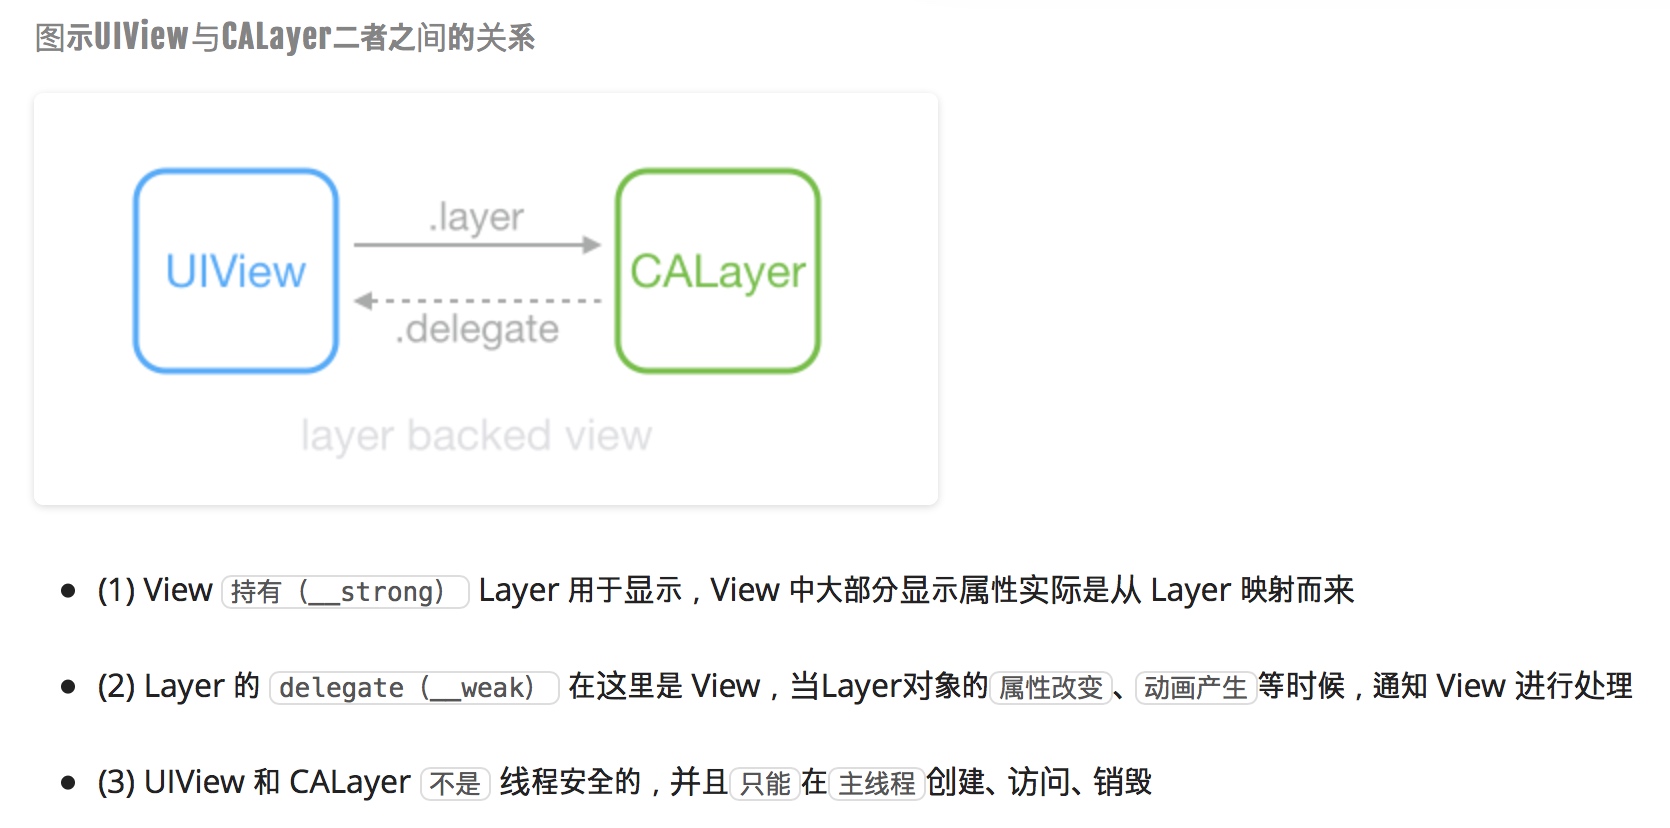 图示UIView与CALayer二者之间的关系
.layer
UIView
CALayer
.delegate
layer backed view
(1) View 持有（__strong） Layer 用于显示，View 中大部分显示属性实际是从 Layer 映射而来
(2) Layer 的 delegate（__weak） 在这里是 View，当Layer对象的 属性改变、动画产生 等时候，通知 View 进行处理
(3) UIView 和 CALayer 不是 线程安全的，并且 只能 在 主线程 创建、访问、销毁